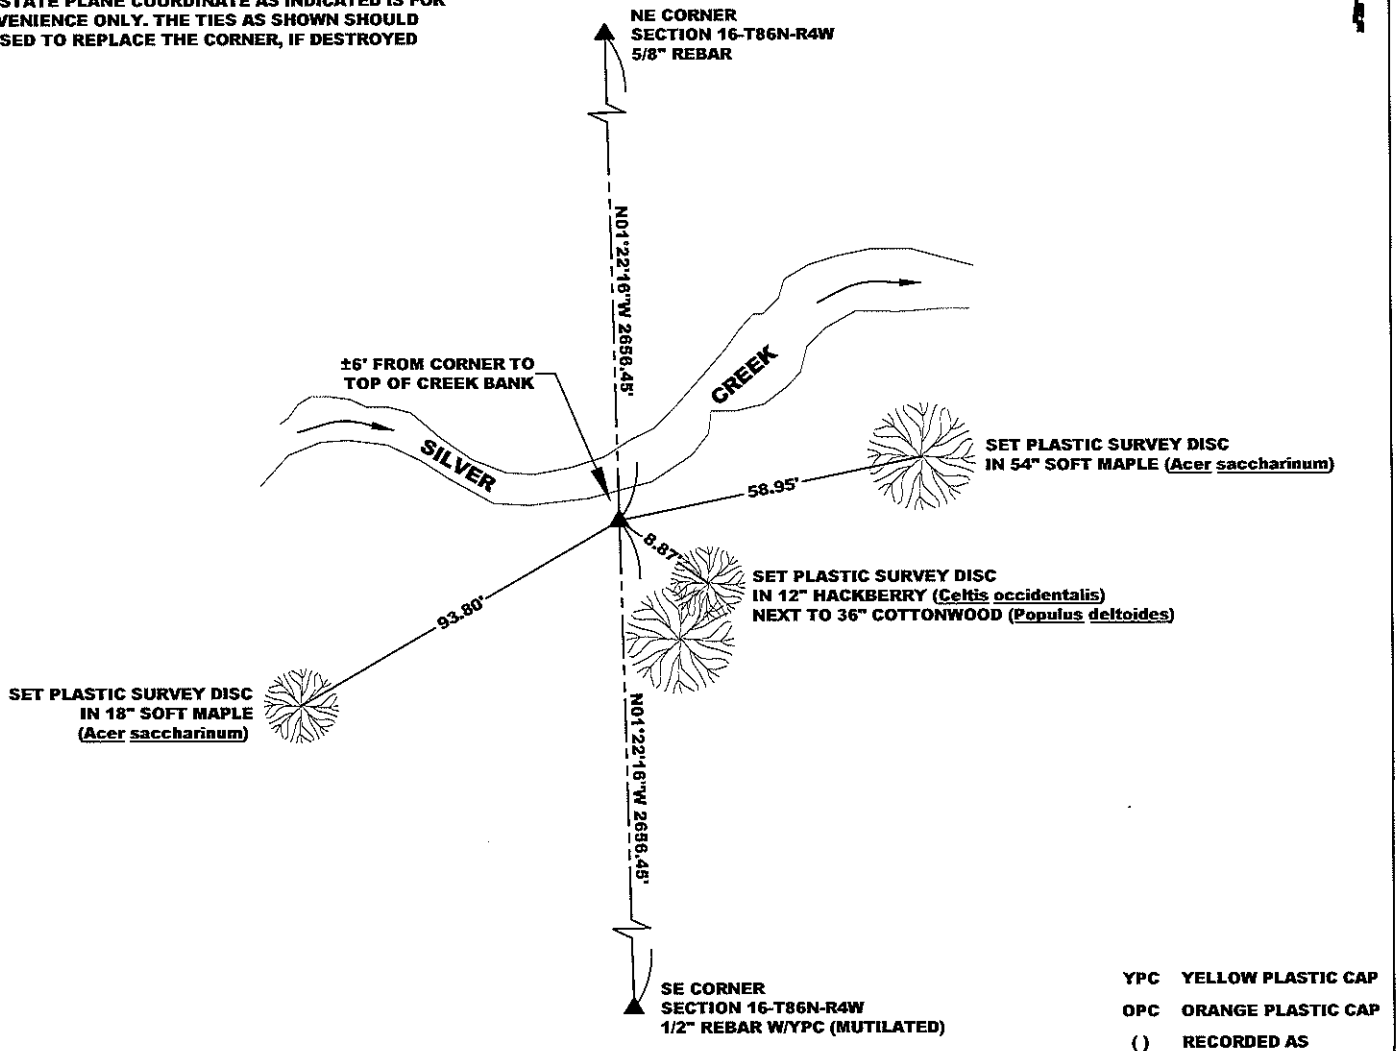 STATE PLANE COORDINATE AS INDICATED IS FOR
VENIENCE ONLY. THE TIES AS SHOWN SHOULD
SED TO REPLACE THE CORNER, IF DESTROYED
NE CORNER
SECTION 16-T86N-R4W
5/8" REBAR
N01°22'16"W 2656.45'
±6' FROM CORNER TO
TOP OF CREEK BANK
SILVER
CREEK
SET PLASTIC SURVEY DISC
IN 54" SOFT MAPLE (Acer saccharinum)
58.95'
8.87'
SET PLASTIC SURVEY DISC
IN 12" HACKBERRY (Celtis occidentalis)
NEXT TO 36" COTTONWOOD (Populus deltoides)
93.80'
SET PLASTIC SURVEY DISC
IN 18" SOFT MAPLE
(Acer saccharinum)
N01°22'16"W 2656.45'
SE CORNER
SECTION 16-T86N-R4W
1/2" REBAR W/YPC (MUTILATED)
YPC YELLOW PLASTIC CAP
OPC ORANGE PLASTIC CAP
( ) RECORDED AS